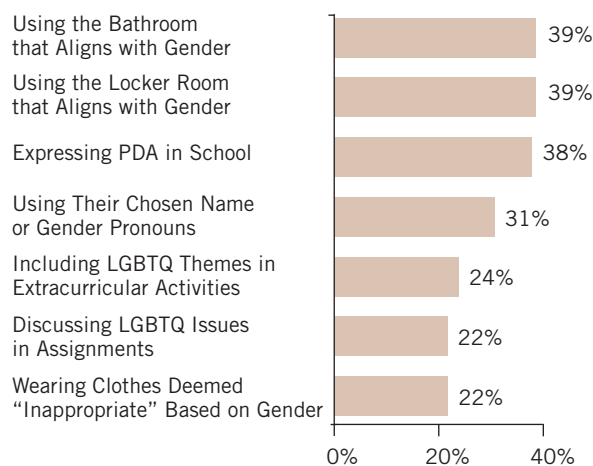 Using the Bathroom
that Aligns with Gender
39%
Using the Locker Room
that Aligns with Gender
39%
Expressing PDA in School
38%
Using Their Chosen Name
or Gender Pronouns
31%
Including LGBTQ Themes in
Extracurricular Activities
24%
Discussing LGBTQ Issues
in Assignments
22%
Wearing Clothes Deemed
“Inappropriate” Based on Gender
22%
0% 20% 40%